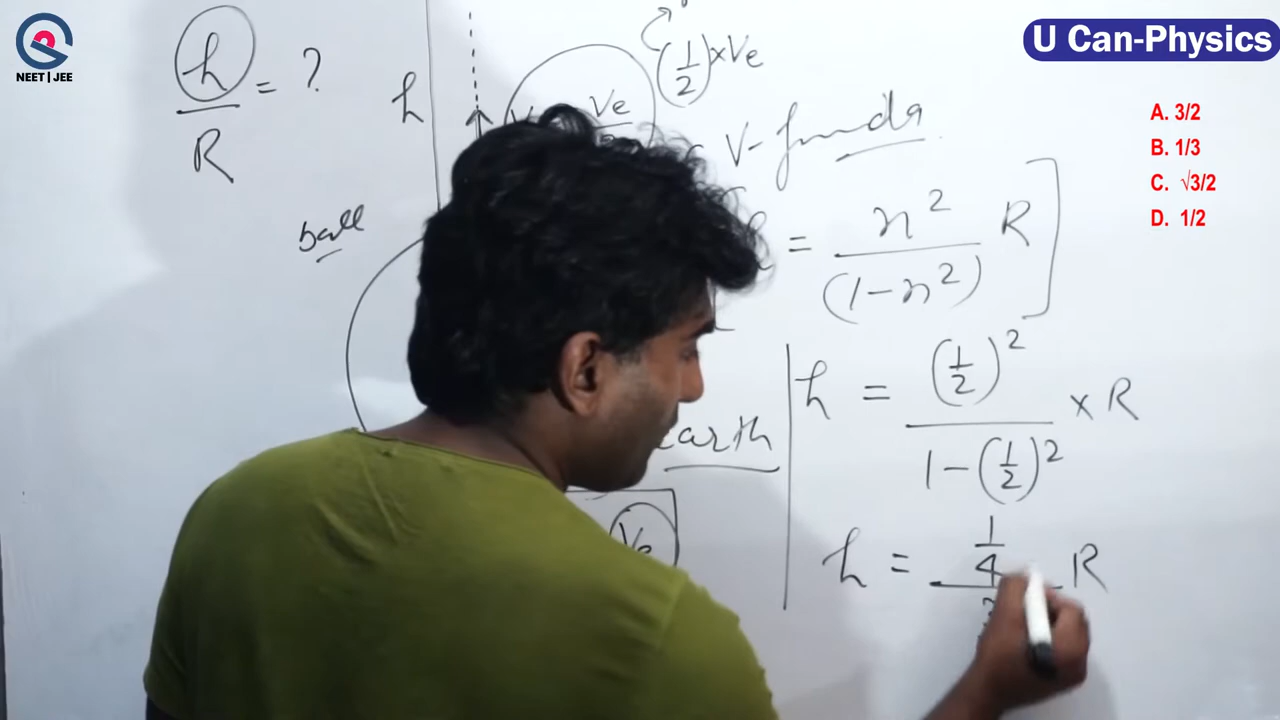 NEET | JEE
U Can-Physics
A. 3/2
B. 1/3
C. √3/2
D. 1/2
h/R = ?
h
ball
(1/2) x Ve
Ve
V-funda
= n²/(1-n²) R
h = (1/2)²/(1-(1/2)²) x R
earth
Ve
h = 1/4 R